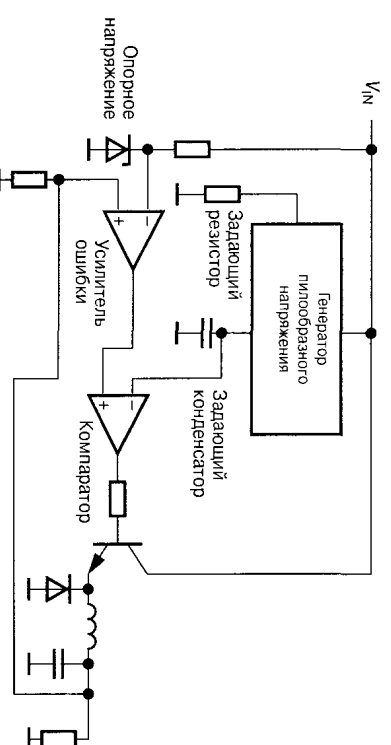 V_IN
Опорное
напряжение
Генератор
пилообразного
напряжения
Задающий
резистор
Задающий
конденсатор
−
+
Усилитель
ошибки
−
+
Компаратор